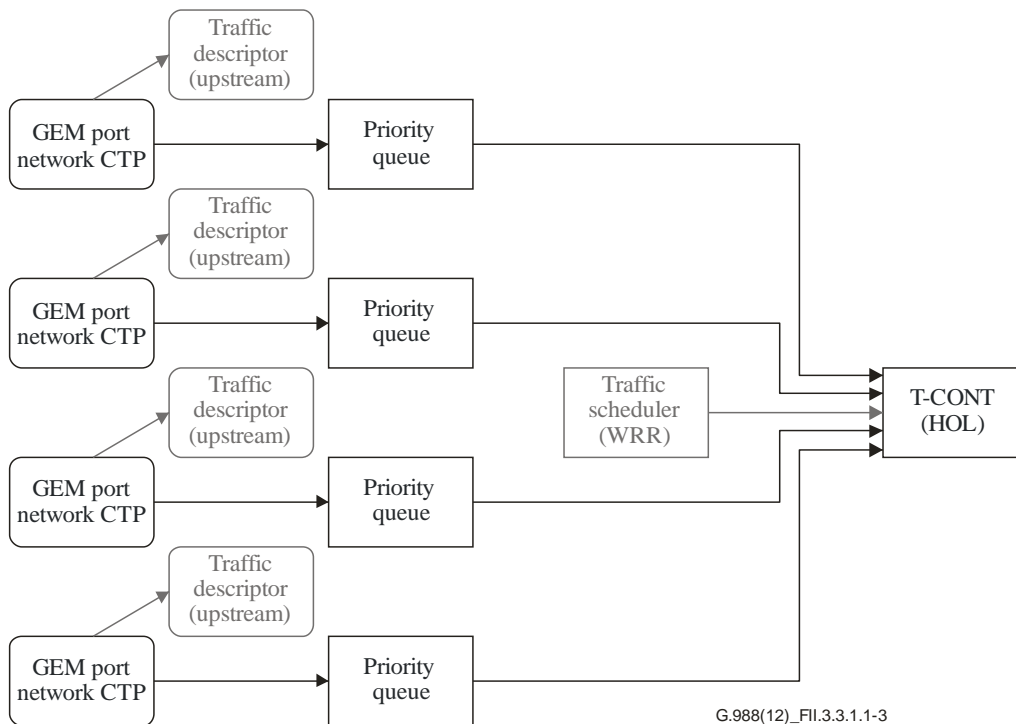 Traffic
descriptor
(upstream)
GEM port
network CTP
Priority
queue
Traffic
descriptor
(upstream)
GEM port
network CTP
Priority
queue
Traffic
descriptor
(upstream)
Traffic
scheduler
(WRR)
T-CONT
(HOL)
GEM port
network CTP
Priority
queue
Traffic
descriptor
(upstream)
GEM port
network CTP
Priority
queue
G.988(12)_FII.3.3.1.1-3